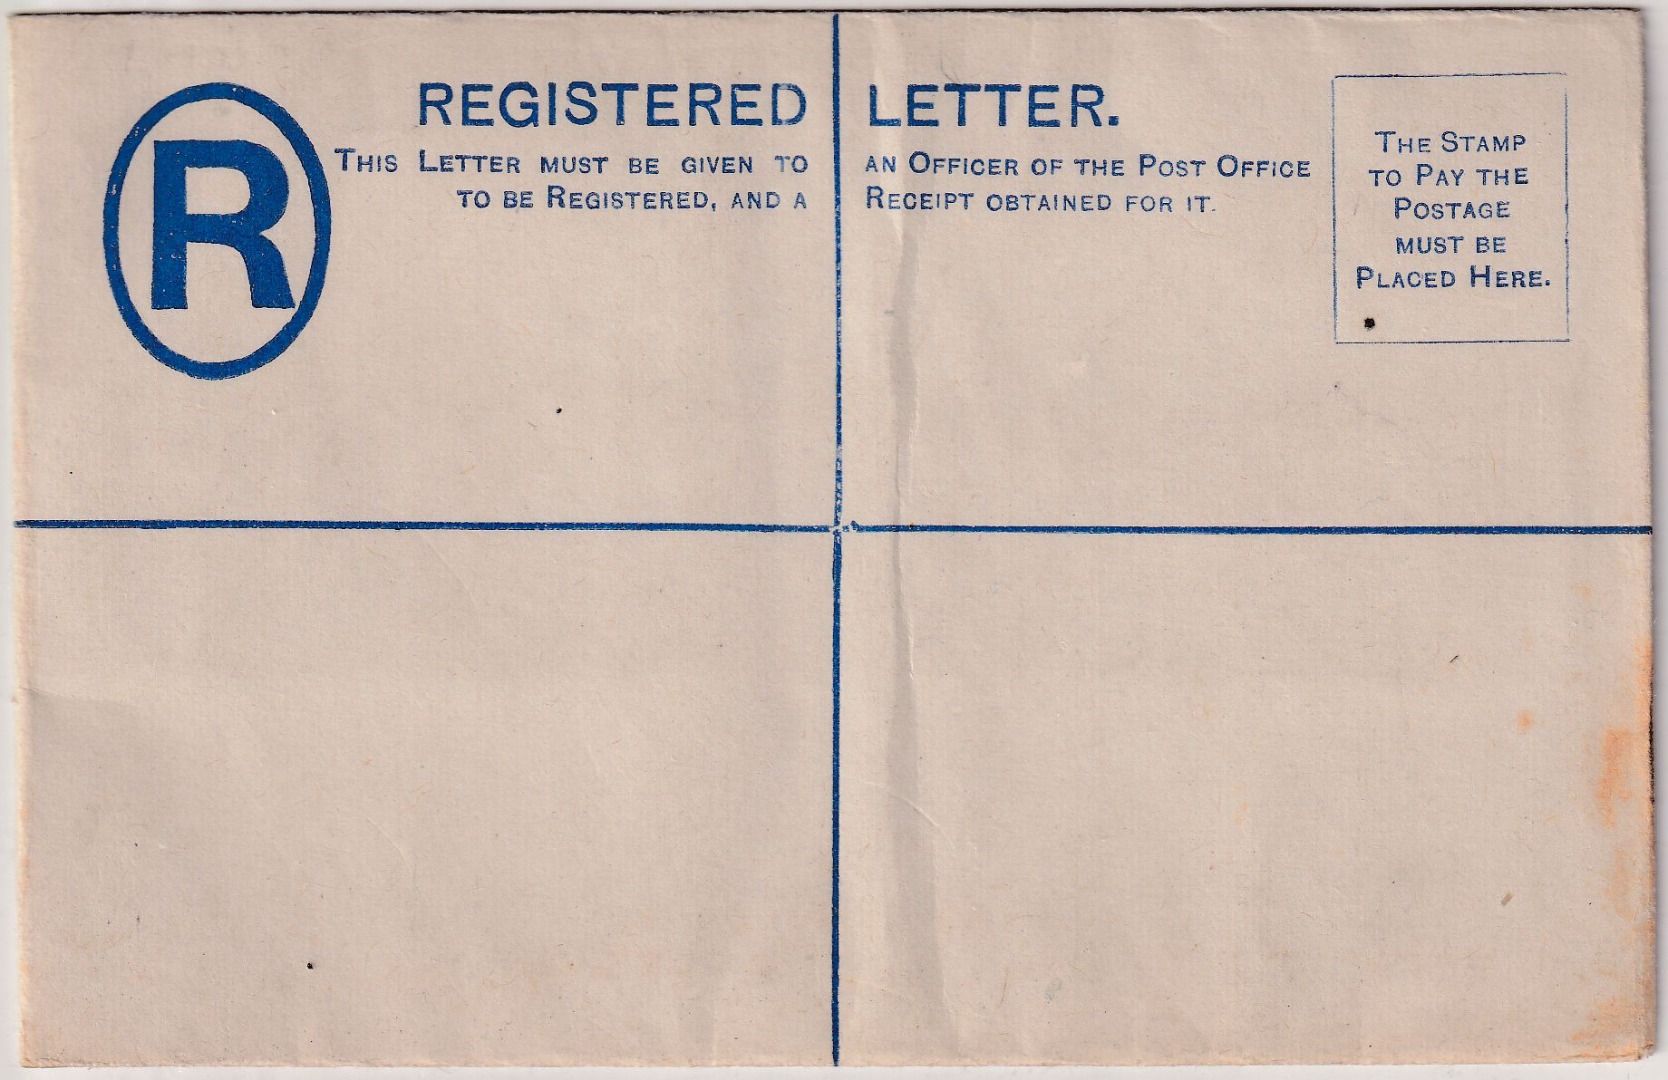 R
REGISTERED LETTER.
THIS LETTER MUST BE GIVEN TO AN OFFICER OF THE POST OFFICE
TO BE REGISTERED, AND A RECEIPT OBTAINED FOR IT.
THE STAMP
TO PAY THE
POSTAGE
MUST BE
PLACED HERE.